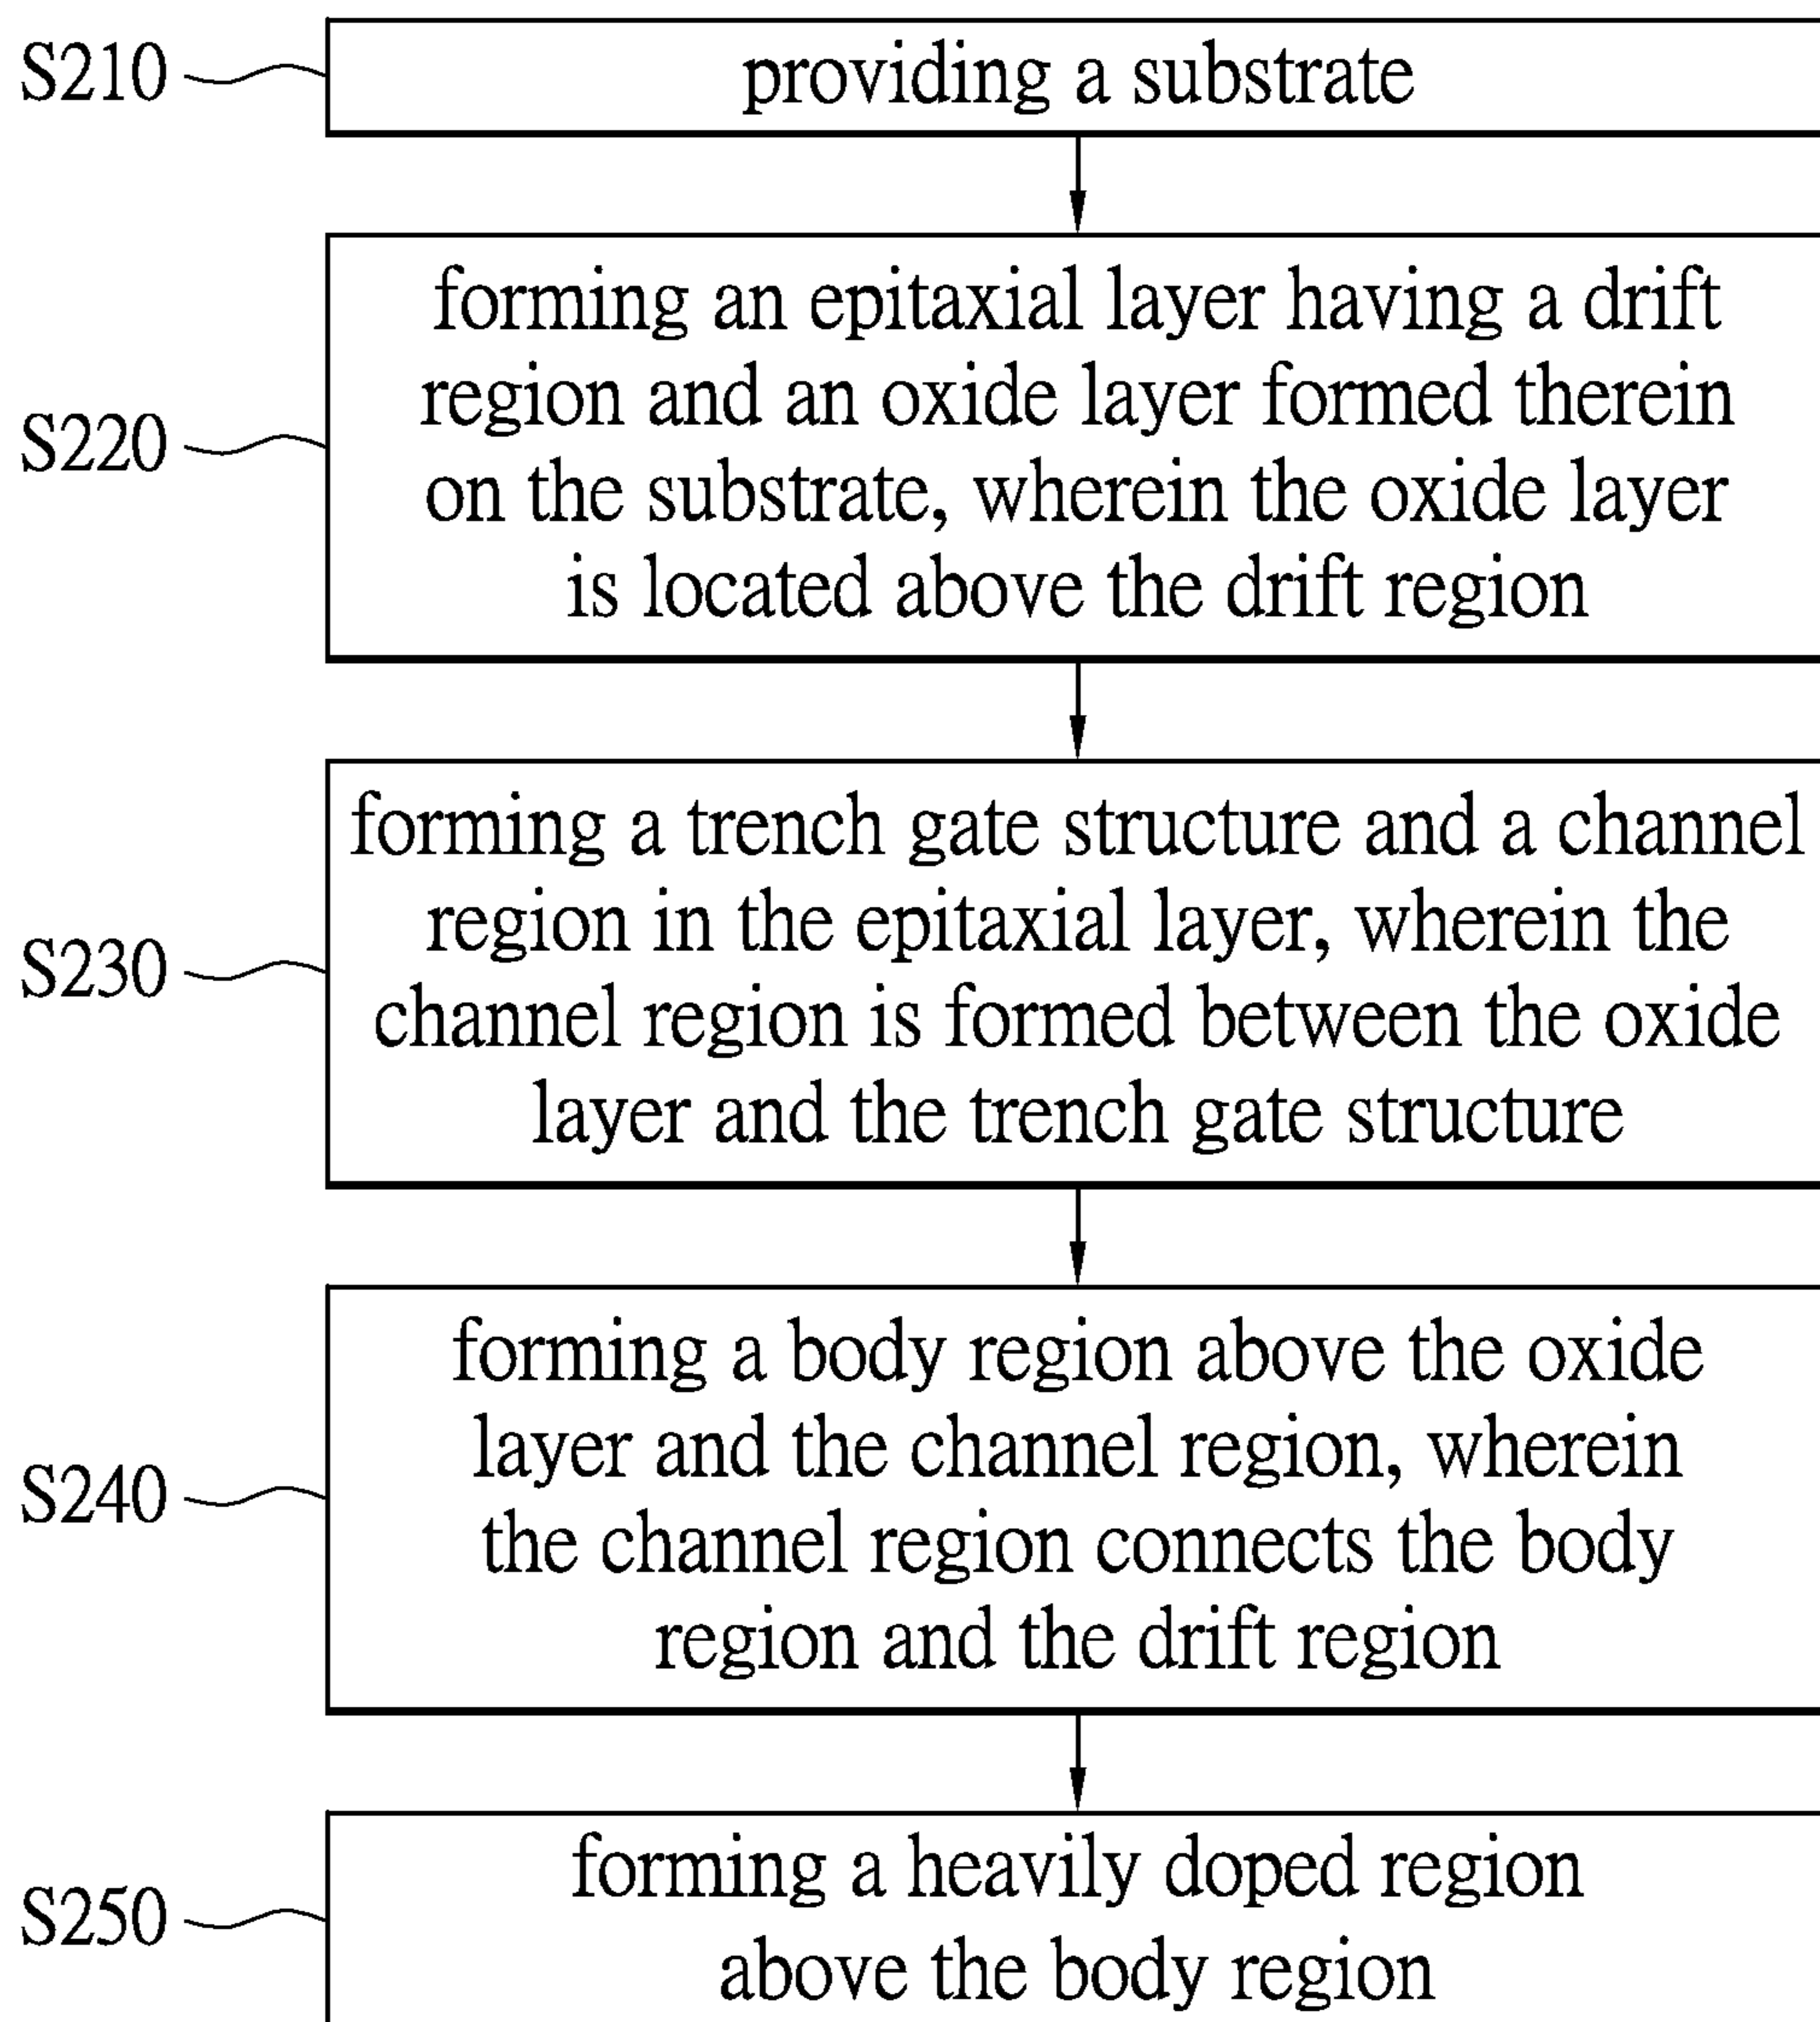 S210
providing a substrate
S220
forming an epitaxial layer having a drift
region and an oxide layer formed therein
on the substrate, wherein the oxide layer
is located above the drift region
S230
forming a trench gate structure and a channel
region in the epitaxial layer, wherein the
channel region is formed between the oxide
layer and the trench gate structure
S240
forming a body region above the oxide
layer and the channel region, wherein
the channel region connects the body
region and the drift region
S250
forming a heavily doped region
above the body region